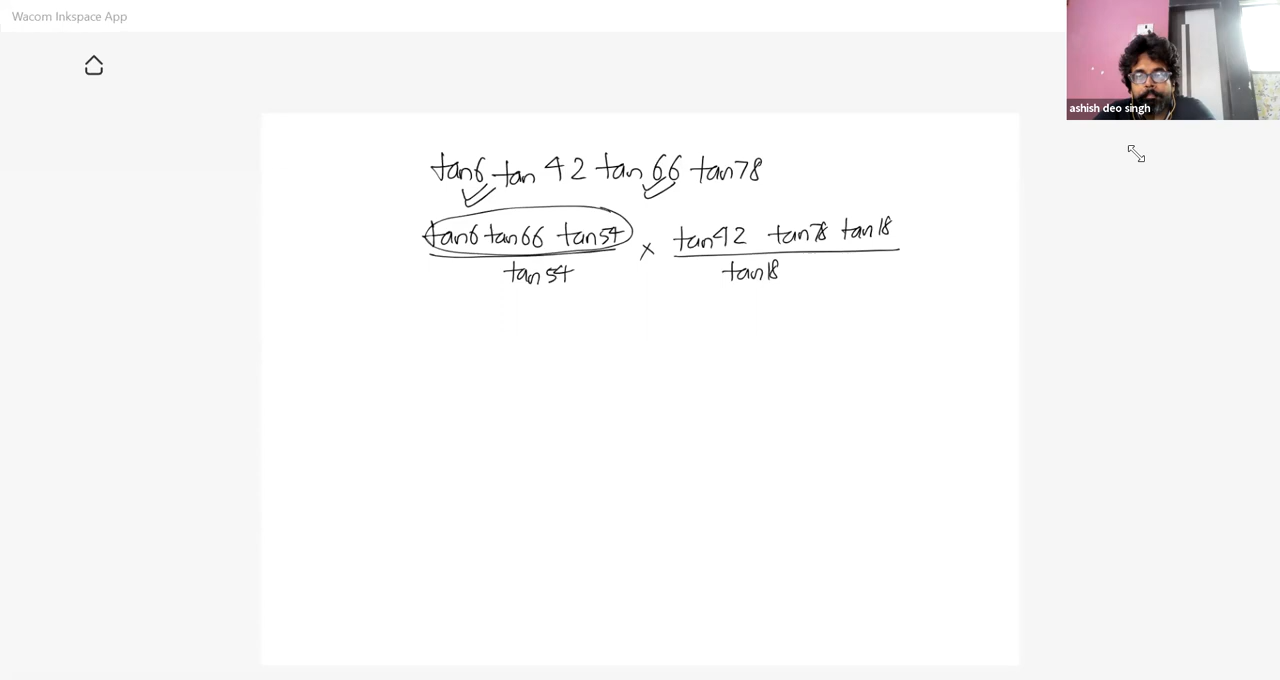 Wacom Inkspace App
ashish deo singh
tan6 tan 42 tan 66 tan78
tan6 tan66 tan54 × tan42 tan78 tan18
tan54 tan18